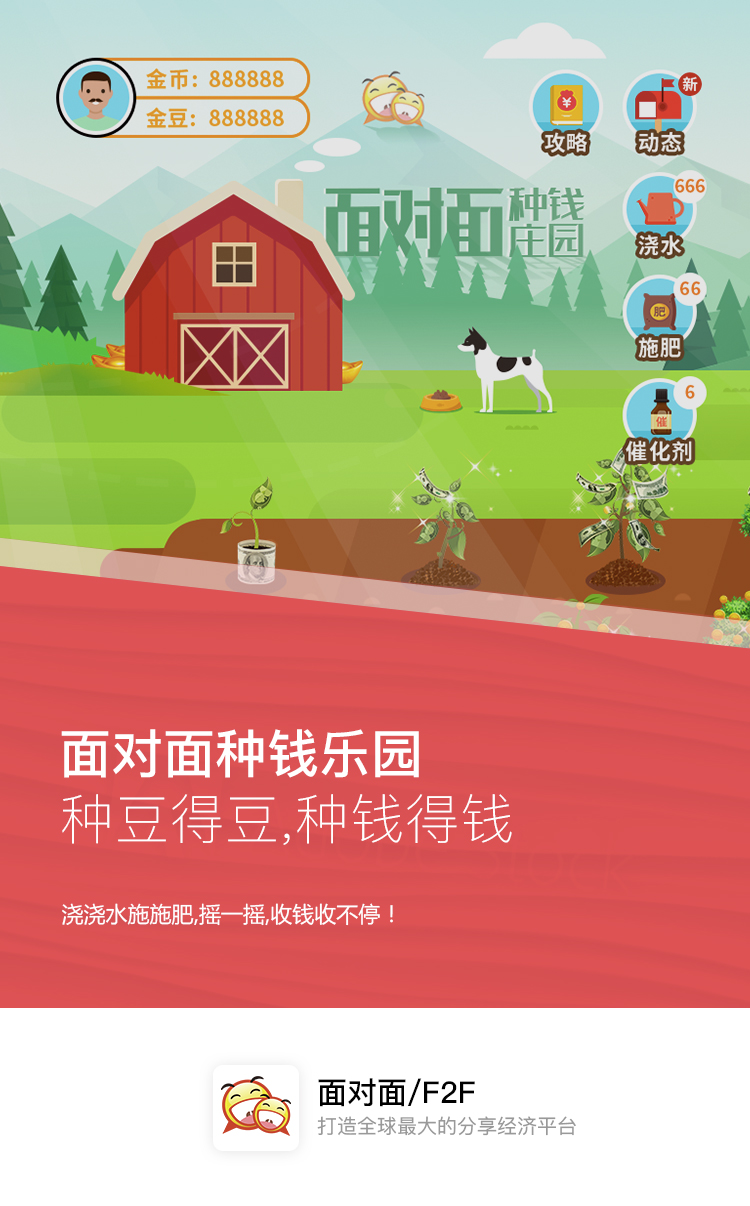 金币：888888
金豆：888888
攻略
新
动态
面对面
种钱
庄园
666
浇水
66
肥
施肥
6
催
催化剂
面对面种钱乐园
种豆得豆,种钱得钱
浇浇水施施肥,摇一摇,收钱收不停！
面对面/F2F
打造全球最大的分享经济平台